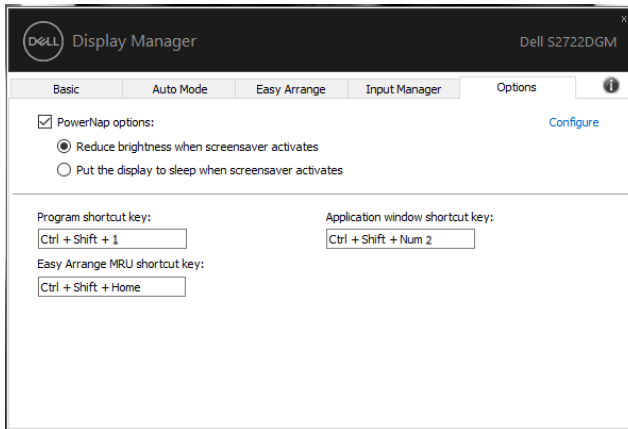 DELL Display Manager Dell S2722DGM
x
Basic Auto Mode Easy Arrange Input Manager Options i
PowerNap options: Configure
Reduce brightness when screensaver activates
Put the display to sleep when screensaver activates
Program shortcut key: Application window shortcut key:
Ctrl + Shift + 1 Ctrl + Shift + Num 2
Easy Arrange MRU shortcut key:
Ctrl + Shift + Home